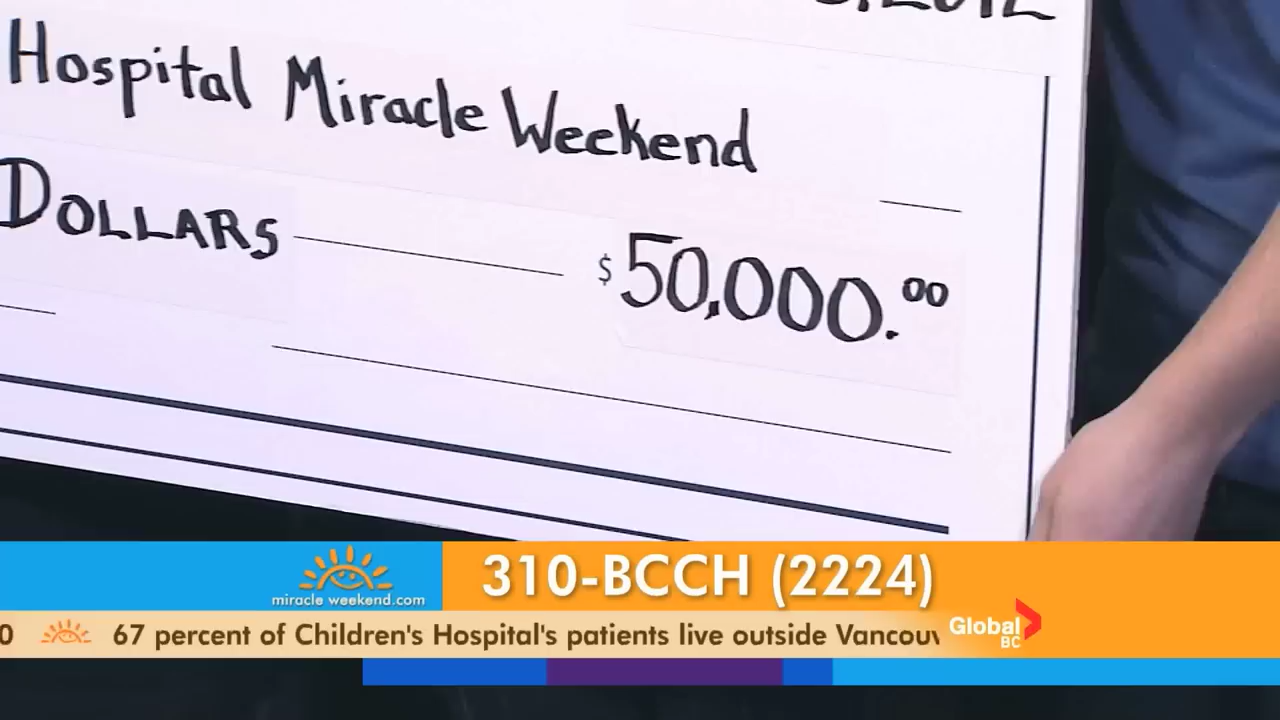 Hospital Miracle Weekend
DOLLARS $50,000.00
310-BCCH (2224)
miracle weekend.com
0 67 percent of Children's Hospital's patients live outside Vancouv
Global
BC